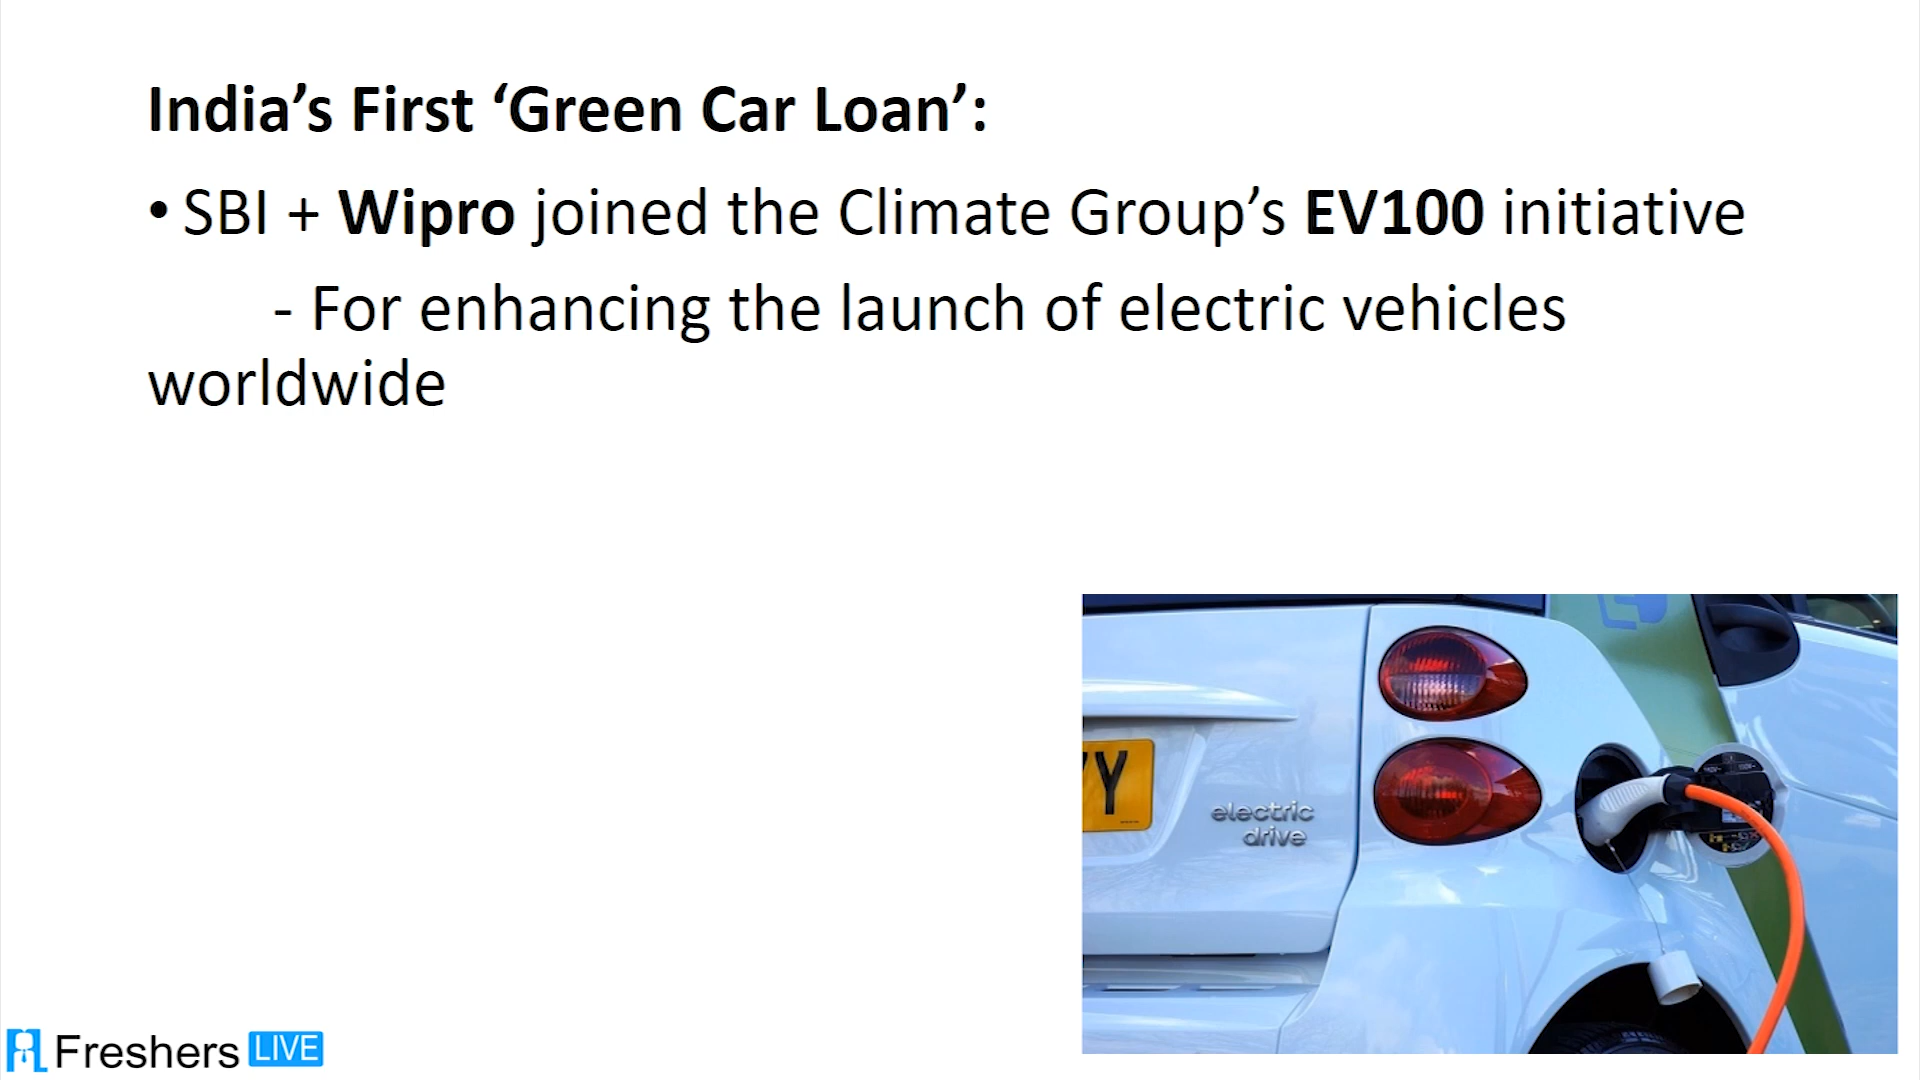 India’s First ‘Green Car Loan’:
• SBI + Wipro joined the Climate Group’s EV100 initiative
- For enhancing the launch of electric vehicles
worldwide
Y
electric
drive
Freshers LIVE